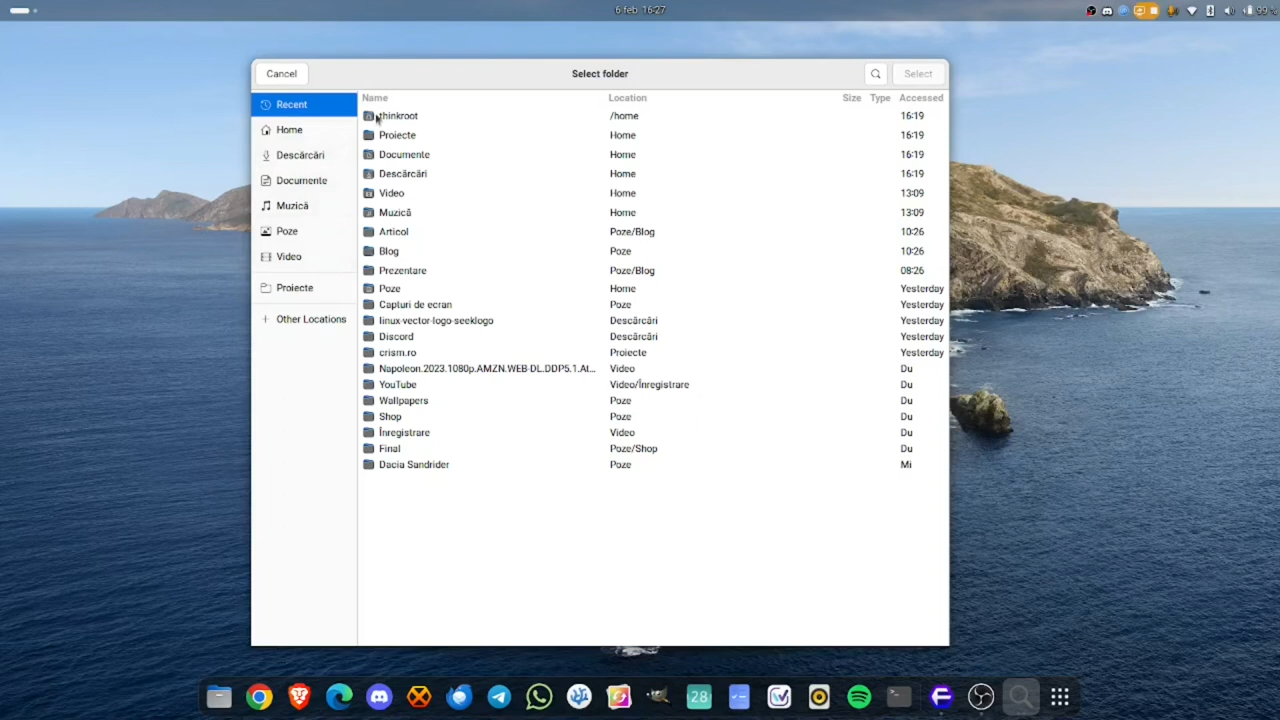 6 feb 16:27
99 %
Cancel
Select folder
Select
Recent
Home
Descărcări
Documente
Muzică
Poze
Video
Proiecte
Other Locations
Name Location Size Type Accessed
thinkroot /home 16:19
Proiecte Home 16:19
Documente Home 16:19
Descărcări Home 16:19
Video Home 13:09
Muzică Home 13:09
Articol Poze/Blog 10:26
Blog Poze 10:26
Prezentare Poze/Blog 08:26
Poze Home Yesterday
Capturi de ecran Poze Yesterday
linux-vector-logo-seeklogo Descărcări Yesterday
Discord Descărcări Yesterday
crism.ro Proiecte Yesterday
Napoleon.2023.1080p.AMZN.WEB-DL.DDP5.1.At... Video Du
YouTube Video/Înregistrare Du
Wallpapers Poze Du
Shop Poze Du
Înregistrare Video Du
Final Poze/Shop Du
Dacia Sandrider Poze Mi
28